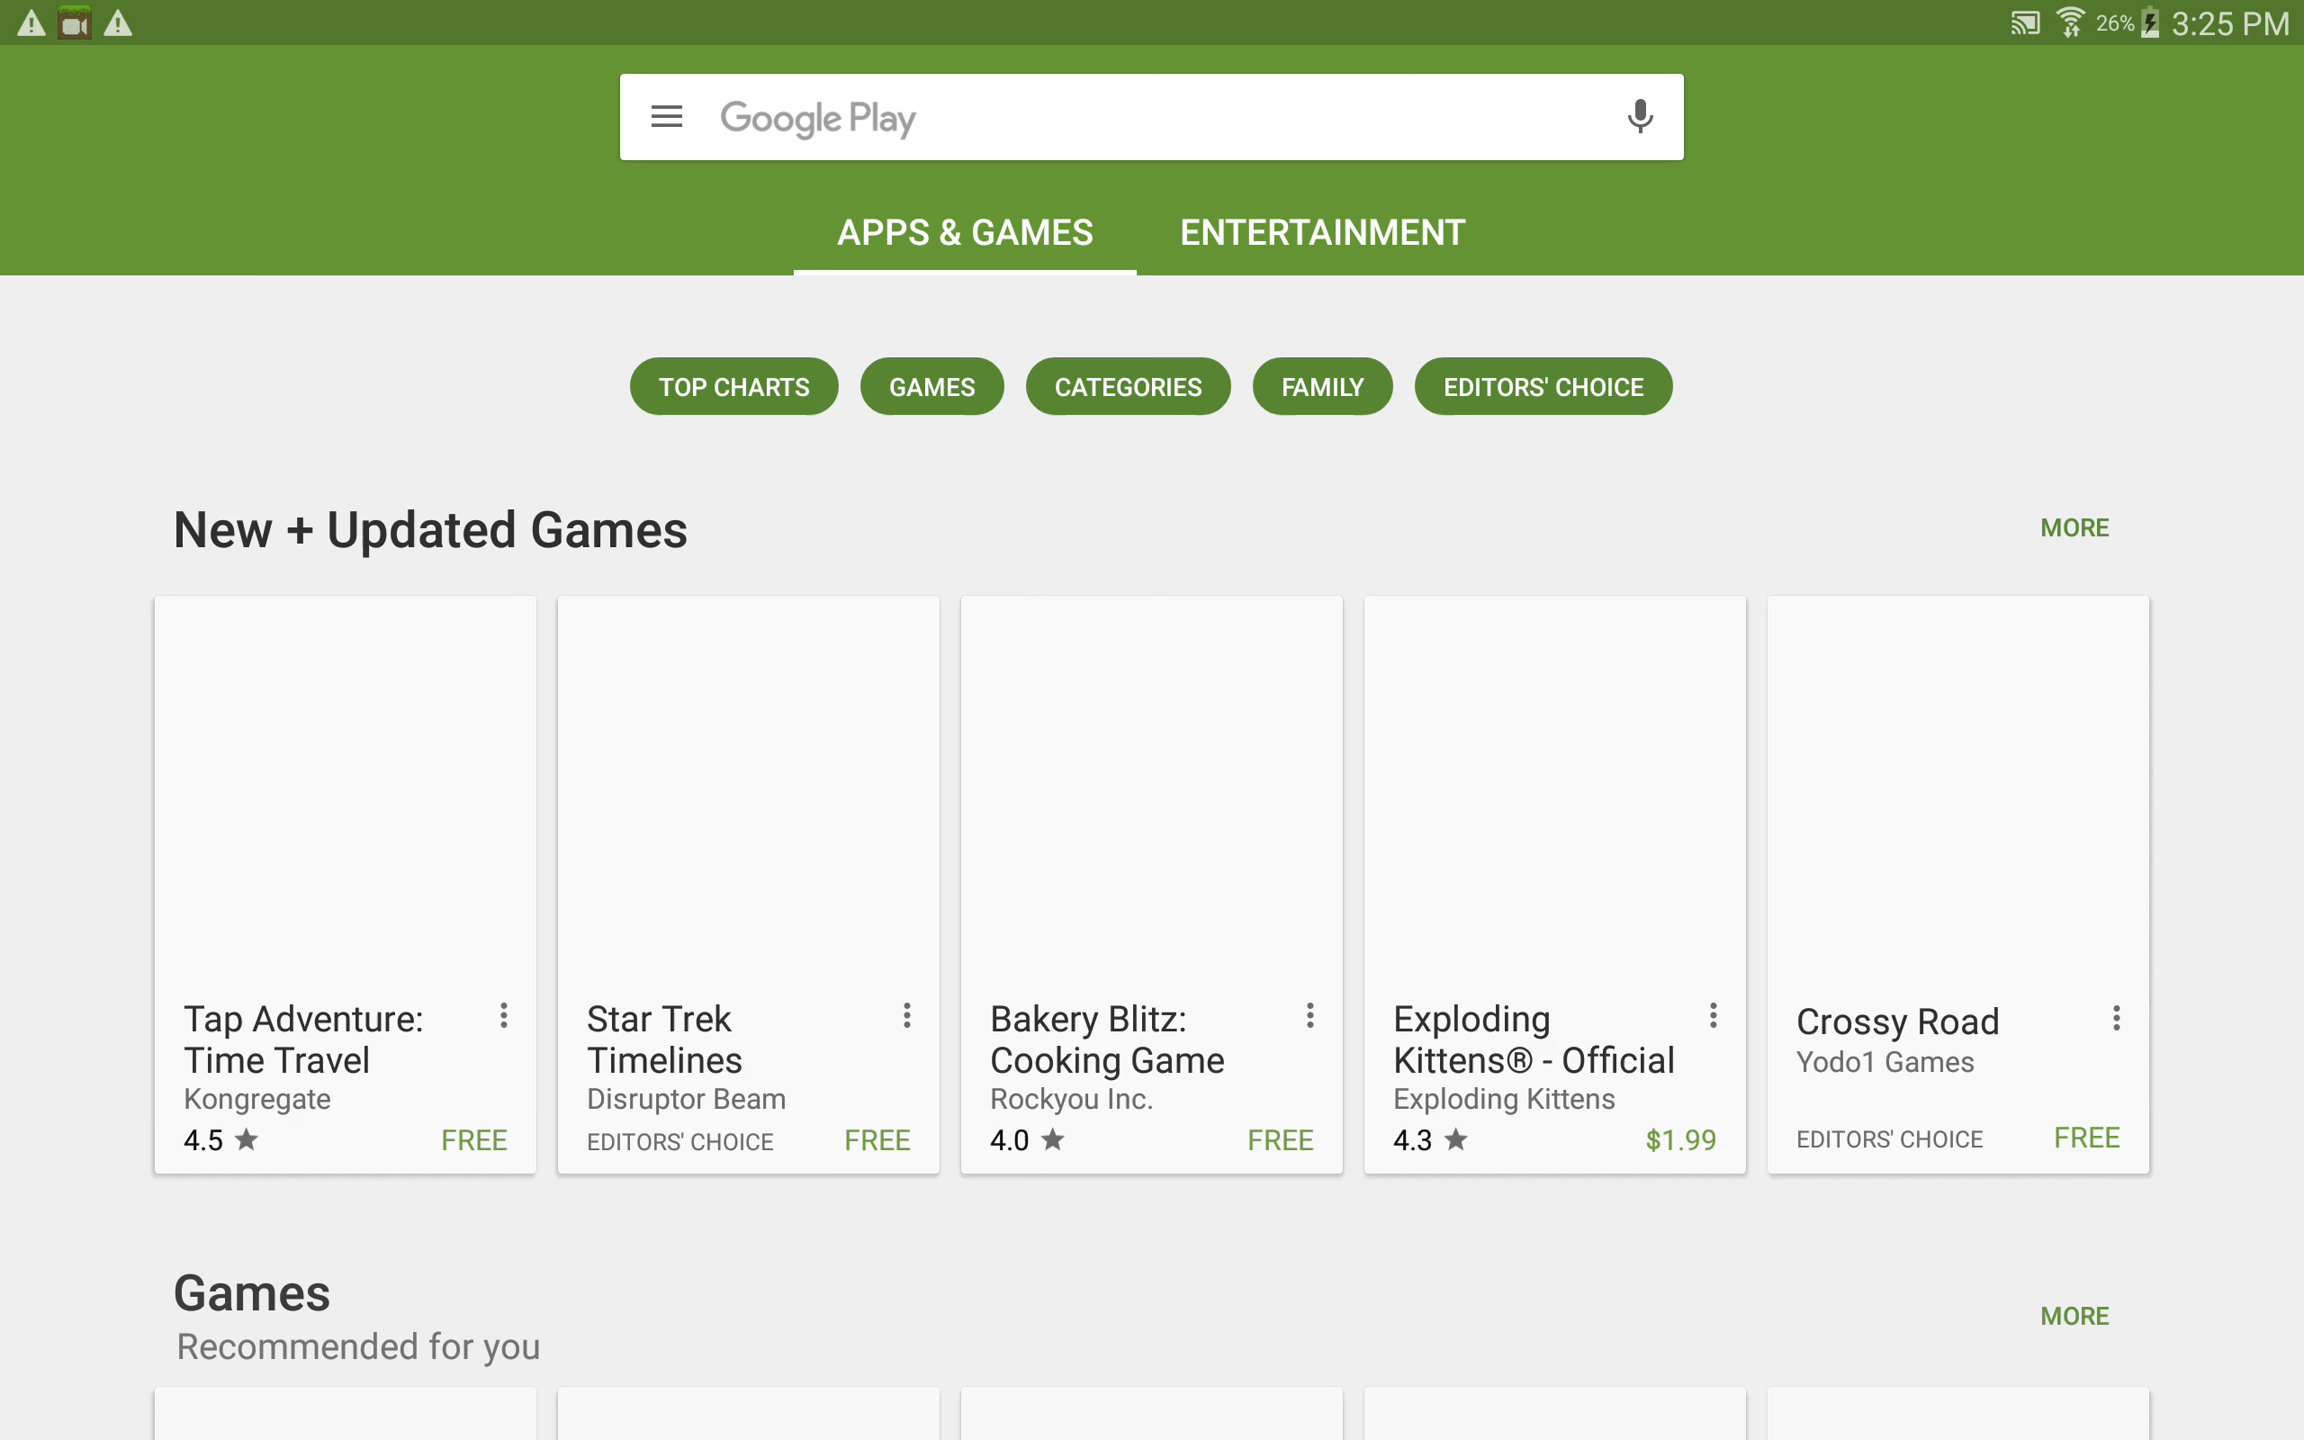 26% 3:25 PM
Google Play
APPS & GAMES ENTERTAINMENT
TOP CHARTS GAMES CATEGORIES FAMILY EDITORS' CHOICE
New + Updated Games MORE
Tap Adventure:
Time Travel
Kongregate
4.5 FREE
Star Trek
Timelines
Disruptor Beam
EDITORS' CHOICE FREE
Bakery Blitz:
Cooking Game
Rockyou Inc.
4.0 FREE
Exploding
Kittens® - Official
Exploding Kittens
4.3 $1.99
Crossy Road
Yodo1 Games
EDITORS' CHOICE FREE
Games
MORE
Recommended for you